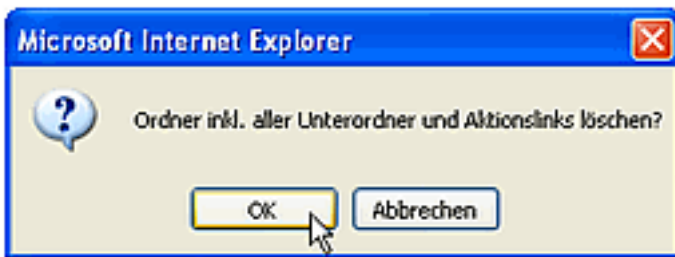 Microsoft Internet Explorer
Ordner inkl. aller Unterordner und Aktionslinks löschen?
OK Abbrechen